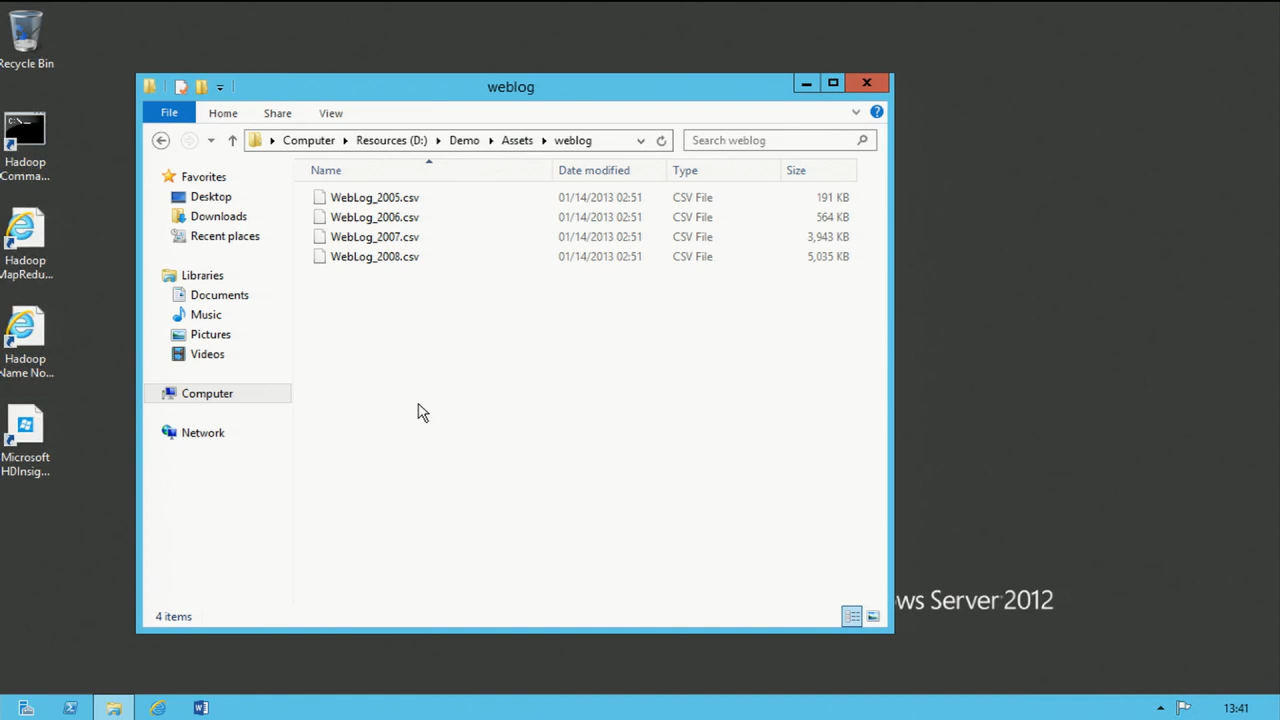 Recycle Bin
Hadoop
Comma...
Hadoop
MapRedu...
Hadoop
Name No...
Microsoft
HDInsig...
weblog
File Home Share View
Computer Resources (D:) Demo Assets weblog
Search weblog
Favorites
Desktop
Downloads
Recent places
Libraries
Documents
Music
Pictures
Videos
Computer
Network
Name Date modified Type Size
WebLog_2005.csv 01/14/2013 02:51 CSV File 191 KB
WebLog_2006.csv 01/14/2013 02:51 CSV File 564 KB
WebLog_2007.csv 01/14/2013 02:51 CSV File 3,943 KB
WebLog_2008.csv 01/14/2013 02:51 CSV File 5,035 KB
4 items
ws Server 2012
13:41